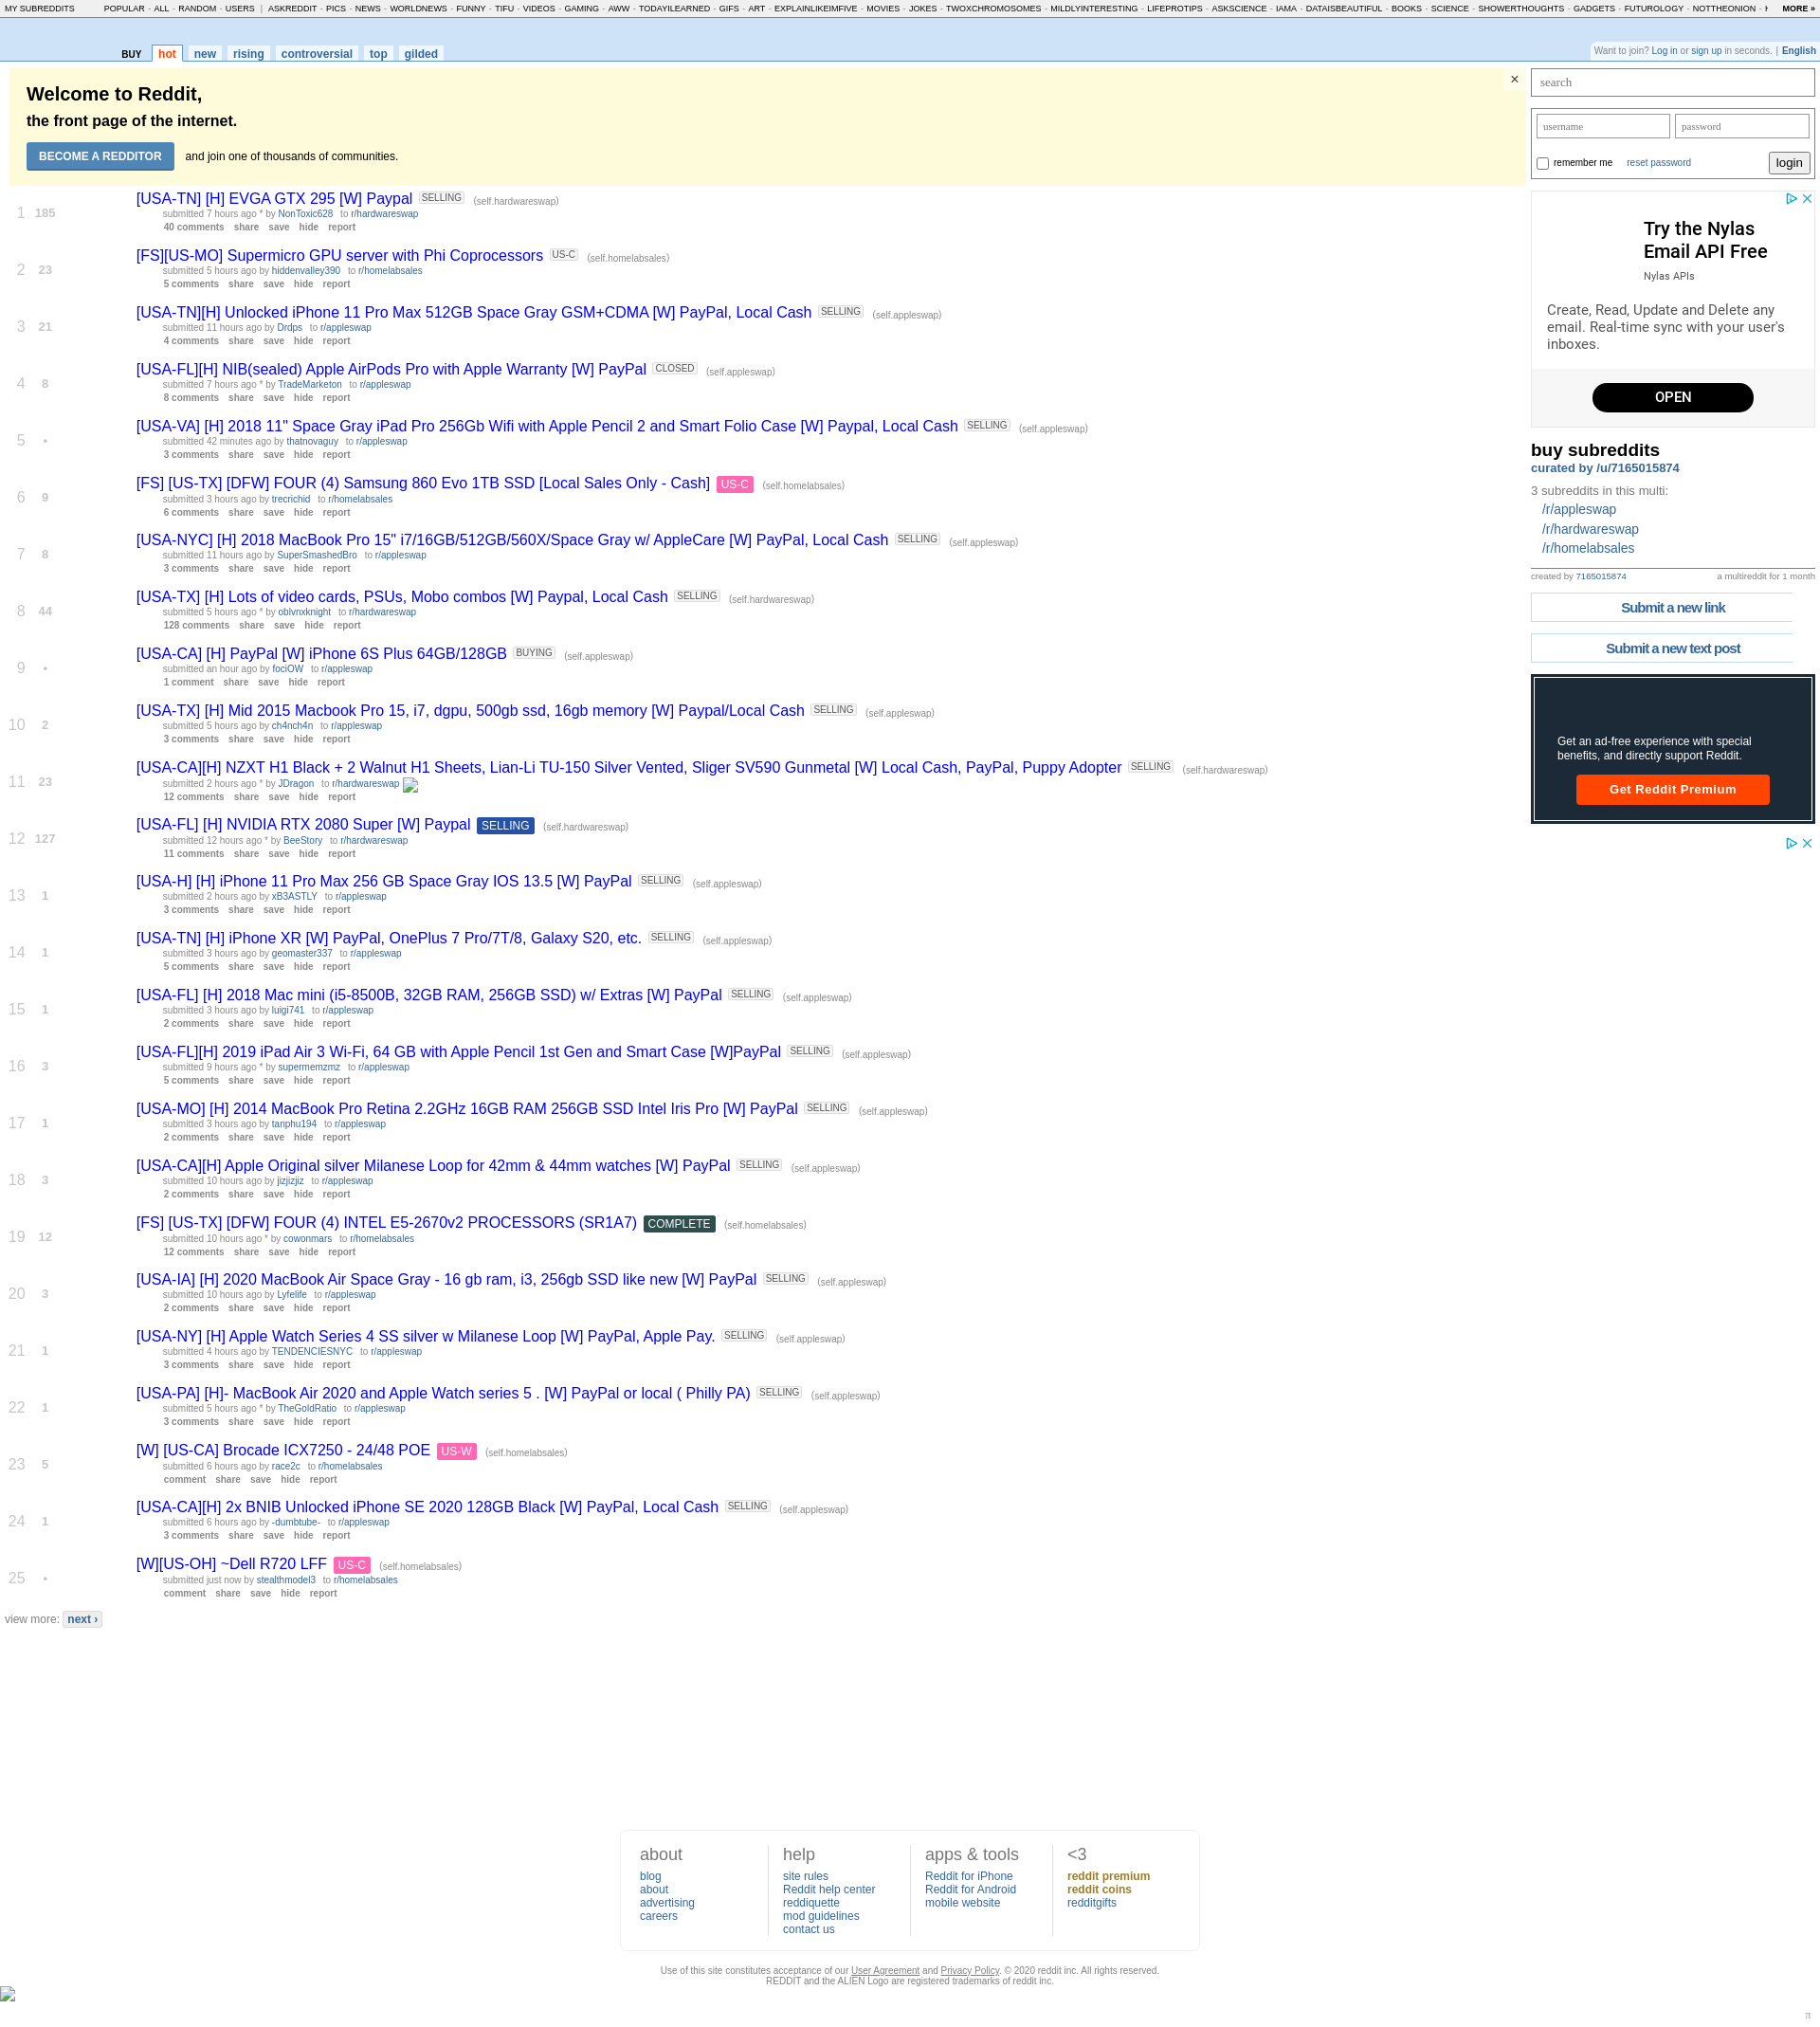 MY SUBREDDITS POPULAR - ALL - RANDOM - USERS | ASKREDDIT - PICS - NEWS - WORLDNEWS - FUNNY - TIFU - VIDEOS - GAMING - AWW - TODAYILEARNED - GIFS - ART - EXPLAINLIKEIMFIVE - MOVIES - JOKES - TWOXCHROMOSOMES - MILDLYINTERESTING - LIFEPROTIPS - ASKSCIENCE - IAMA - DATAISBEAUTIFUL - BOOKS - SCIENCE - SHOWERTHOUGHTS - GADGETS - FUTUROLOGY - NOTTHEONION - MORE »
BUY hot new rising controversial top gilded
Want to join? Log in or sign up in seconds. | English
Welcome to Reddit,
the front page of the internet.
BECOME A REDDITOR and join one of thousands of communities.
×
1 185 [USA-TN] [H] EVGA GTX 295 [W] Paypal SELLING (self.hardwareswap)
submitted 7 hours ago * by NonToxic628 to r/hardwareswap
40 comments share save hide report
2 23 [FS][US-MO] Supermicro GPU server with Phi Coprocessors US-C (self.homelabsales)
submitted 5 hours ago by hiddenvalley390 to r/homelabsales
5 comments share save hide report
3 21 [USA-TN][H] Unlocked iPhone 11 Pro Max 512GB Space Gray GSM+CDMA [W] PayPal, Local Cash SELLING (self.appleswap)
submitted 11 hours ago by Drdps to r/appleswap
4 comments share save hide report
4 8 [USA-FL][H] NIB(sealed) Apple AirPods Pro with Apple Warranty [W] PayPal CLOSED (self.appleswap)
submitted 7 hours ago * by TradeMarketon to r/appleswap
8 comments share save hide report
5 • [USA-VA] [H] 2018 11" Space Gray iPad Pro 256Gb Wifi with Apple Pencil 2 and Smart Folio Case [W] Paypal, Local Cash SELLING (self.appleswap)
submitted 42 minutes ago by thatnovaguy to r/appleswap
3 comments share save hide report
6 9 [FS] [US-TX] [DFW] FOUR (4) Samsung 860 Evo 1TB SSD [Local Sales Only - Cash] US-C (self.homelabsales)
submitted 3 hours ago by trecrichid to r/homelabsales
6 comments share save hide report
7 8 [USA-NYC] [H] 2018 MacBook Pro 15" i7/16GB/512GB/560X/Space Gray w/ AppleCare [W] PayPal, Local Cash SELLING (self.appleswap)
submitted 11 hours ago by SuperSmashedBro to r/appleswap
3 comments share save hide report
8 44 [USA-TX] [H] Lots of video cards, PSUs, Mobo combos [W] Paypal, Local Cash SELLING (self.hardwareswap)
submitted 5 hours ago * by oblvnxknight to r/hardwareswap
128 comments share save hide report
9 • [USA-CA] [H] PayPal [W] iPhone 6S Plus 64GB/128GB BUYING (self.appleswap)
submitted an hour ago by fociOW to r/appleswap
1 comment share save hide report
10 2 [USA-TX] [H] Mid 2015 Macbook Pro 15, i7, dgpu, 500gb ssd, 16gb memory [W] Paypal/Local Cash SELLING (self.appleswap)
submitted 5 hours ago by ch4nch4n to r/appleswap
3 comments share save hide report
11 23 [USA-CA][H] NZXT H1 Black + 2 Walnut H1 Sheets, Lian-Li TU-150 Silver Vented, Sliger SV590 Gunmetal [W] Local Cash, PayPal, Puppy Adopter SELLING (self.hardwareswap)
submitted 2 hours ago * by JDragon to r/hardwareswap
12 comments share save hide report
12 127 [USA-FL] [H] NVIDIA RTX 2080 Super [W] Paypal SELLING (self.hardwareswap)
submitted 12 hours ago * by BeeStory to r/hardwareswap
11 comments share save hide report
13 1 [USA-H] [H] iPhone 11 Pro Max 256 GB Space Gray IOS 13.5 [W] PayPal SELLING (self.appleswap)
submitted 2 hours ago by xB3ASTLY to r/appleswap
3 comments share save hide report
14 1 [USA-TN] [H] iPhone XR [W] PayPal, OnePlus 7 Pro/7T/8, Galaxy S20, etc. SELLING (self.appleswap)
submitted 3 hours ago by geomaster337 to r/appleswap
5 comments share save hide report
15 1 [USA-FL] [H] 2018 Mac mini (i5-8500B, 32GB RAM, 256GB SSD) w/ Extras [W] PayPal SELLING (self.appleswap)
submitted 3 hours ago by luigi741 to r/appleswap
2 comments share save hide report
16 3 [USA-FL][H] 2019 iPad Air 3 Wi-Fi, 64 GB with Apple Pencil 1st Gen and Smart Case [W]PayPal SELLING (self.appleswap)
submitted 9 hours ago * by supermemzmz to r/appleswap
5 comments share save hide report
17 1 [USA-MO] [H] 2014 MacBook Pro Retina 2.2GHz 16GB RAM 256GB SSD Intel Iris Pro [W] PayPal SELLING (self.appleswap)
submitted 3 hours ago by tanphu194 to r/appleswap
2 comments share save hide report
18 3 [USA-CA][H] Apple Original silver Milanese Loop for 42mm & 44mm watches [W] PayPal SELLING (self.appleswap)
submitted 10 hours ago by jizjizjiz to r/appleswap
2 comments share save hide report
19 12 [FS] [US-TX] [DFW] FOUR (4) INTEL E5-2670v2 PROCESSORS (SR1A7) COMPLETE (self.homelabsales)
submitted 10 hours ago * by cowonmars to r/homelabsales
12 comments share save hide report
20 3 [USA-IA] [H] 2020 MacBook Air Space Gray - 16 gb ram, i3, 256gb SSD like new [W] PayPal SELLING (self.appleswap)
submitted 10 hours ago by Lyfelife to r/appleswap
2 comments share save hide report
21 1 [USA-NY] [H] Apple Watch Series 4 SS silver w Milanese Loop [W] PayPal, Apple Pay. SELLING (self.appleswap)
submitted 4 hours ago by TENDENCIESNYC to r/appleswap
3 comments share save hide report
22 1 [USA-PA] [H]- MacBook Air 2020 and Apple Watch series 5 . [W] PayPal or local ( Philly PA) SELLING (self.appleswap)
submitted 5 hours ago * by TheGoldRatio to r/appleswap
3 comments share save hide report
23 5 [W] [US-CA] Brocade ICX7250 - 24/48 POE US-W (self.homelabsales)
submitted 6 hours ago by race2c to r/homelabsales
comment share save hide report
24 1 [USA-CA][H] 2x BNIB Unlocked iPhone SE 2020 128GB Black [W] PayPal, Local Cash SELLING (self.appleswap)
submitted 6 hours ago by -dumbtube- to r/appleswap
3 comments share save hide report
25 • [W][US-OH] ~Dell R720 LFF US-C (self.homelabsales)
submitted just now by stealthmodel3 to r/homelabsales
comment share save hide report
view more: next ›
search
username password
remember me reset password login
Try the Nylas
Email API Free
Nylas APIs
Create, Read, Update and Delete any
email. Real-time sync with your user's
inboxes.
OPEN
buy subreddits
curated by /u/7165015874
3 subreddits in this multi:
/r/appleswap
/r/hardwareswap
/r/homelabsales
created by 7165015874 a multireddit for 1 month
Submit a new link
Submit a new text post
Get an ad-free experience with special
benefits, and directly support Reddit.
Get Reddit Premium
about
blog
about
advertising
careers
help
site rules
Reddit help center
reddiquette
mod guidelines
contact us
apps & tools
Reddit for iPhone
Reddit for Android
mobile website
<3
reddit premium
reddit coins
redditgifts
Use of this site constitutes acceptance of our User Agreement and Privacy Policy. © 2020 reddit inc. All rights reserved.
REDDIT and the ALIEN Logo are registered trademarks of reddit inc.
π